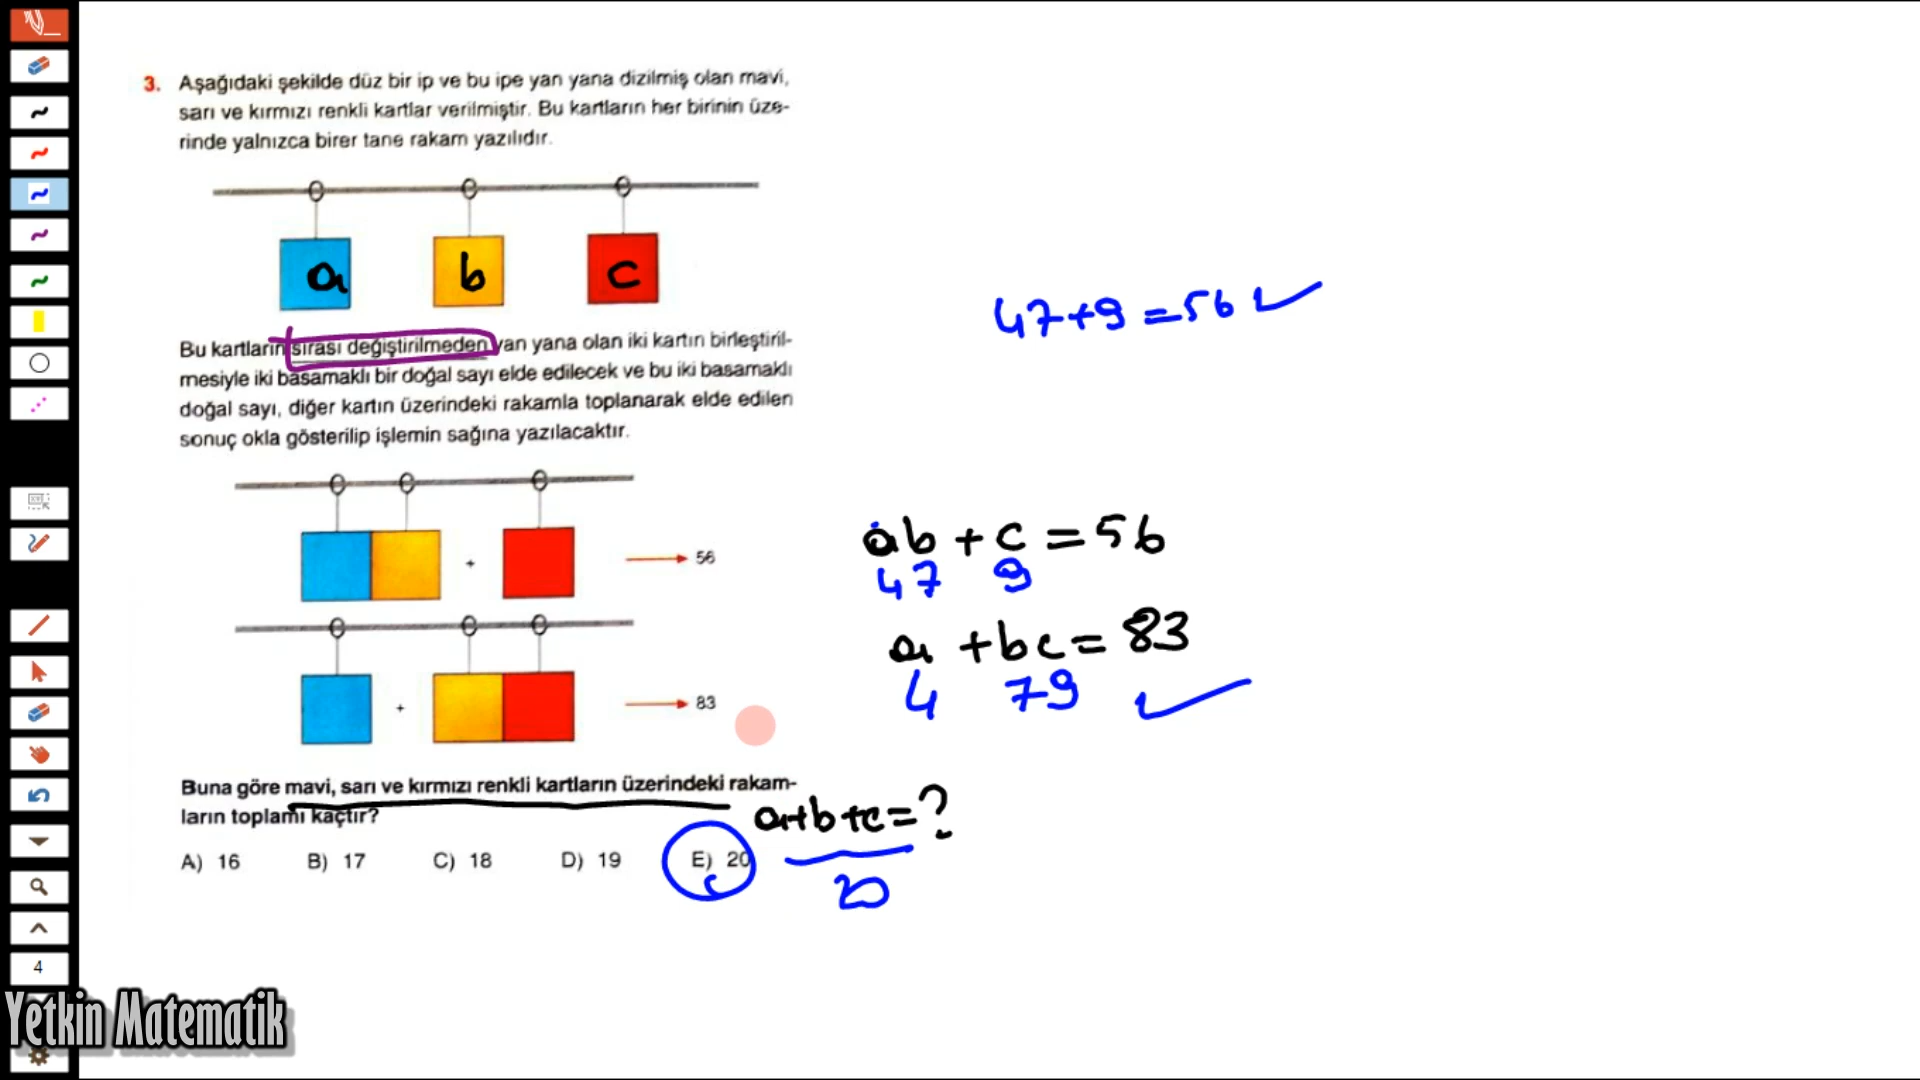 3. Aşağıdaki şekilde düz bir ip ve bu ipe yan yana dizilmiş olan mavi,
sarı ve kırmızı renkli kartlar verilmiştir. Bu kartların her birinin üze-
rinde yalnızca birer tane rakam yazılıdır.
a b c
47+9=56
Bu kartların sırası değiştirilmeden yan yana olan iki kartın birleştiril-
mesiyle iki basamaklı bir doğal sayı elde edilecek ve bu iki basamaklı
doğal sayı, diğer kartın üzerindeki rakamla toplanarak elde edilen
sonuç okla gösterilip işlemin sağına yazılacaktır.
+ 56
ab + c = 56
47 9
+ 83
a + bc = 83
4 79
Buna göre mavi, sarı ve kırmızı renkli kartların üzerindeki rakam-
ların toplamı kaçtır?
a+b+c=?
20
A) 16 B) 17 C) 18 D) 19 E) 20
4
Yetkin Matematik